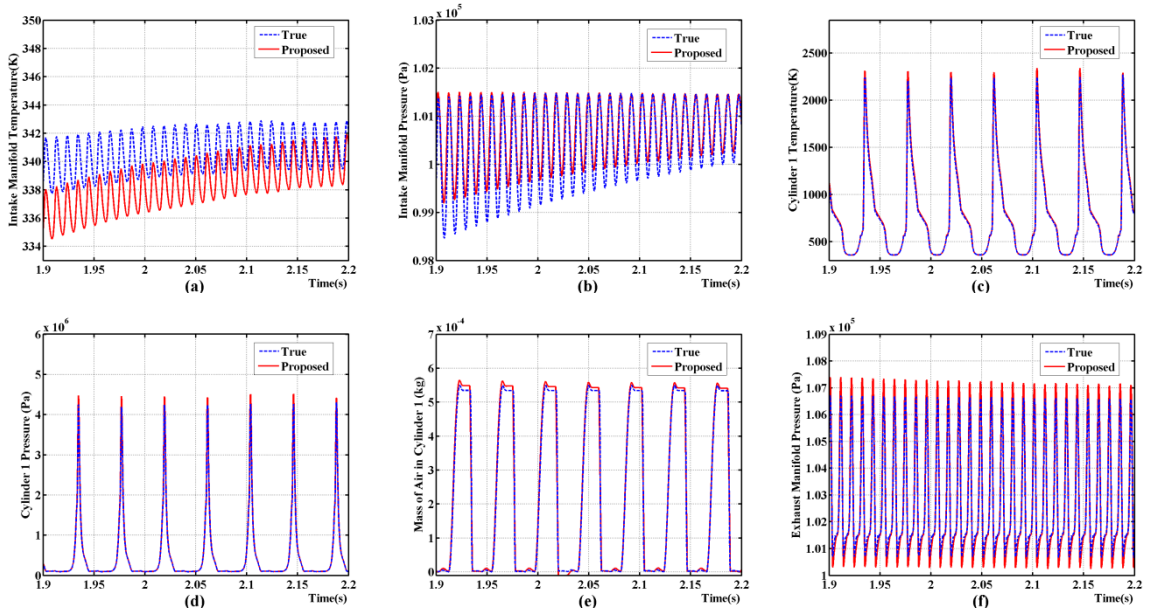 350
348
346
344
342
340
338
336
334
Intake Manifold Temperature(K)
True
Proposed
1.9 1.95 2 2.05 2.1 2.15 2.2
Time(s)
(a)
x 10^5
1.03
1.02
1.01
1
0.99
0.98
Intake Manifold Pressure (Pa)
True
Proposed
1.9 1.95 2 2.05 2.1 2.15 2.2
Time(s)
(b)
2500
2000
1500
1000
500
Cylinder 1 Temperature(K)
True
Proposed
1.9 1.95 2 2.05 2.1 2.15 2.2
Time(s)
(c)
x 10^6
6
5
4
3
2
1
0
Cylinder 1 Pressure (Pa)
True
Proposed
1.9 1.95 2 2.05 2.1 2.15 2.2
Time(s)
(d)
x 10^-4
7
6
5
4
3
2
1
0
Mass of Air in Cylinder 1 (kg)
True
Proposed
1.9 1.95 2 2.05 2.1 2.15 2.2
Time(s)
(e)
x 10^5
1.09
1.08
1.07
1.06
1.05
1.04
1.03
1.02
1.01
1
Exhaust Manifold Pressure (Pa)
True
Proposed
1.9 1.95 2 2.05 2.1 2.15 2.2
Time(s)
(f)